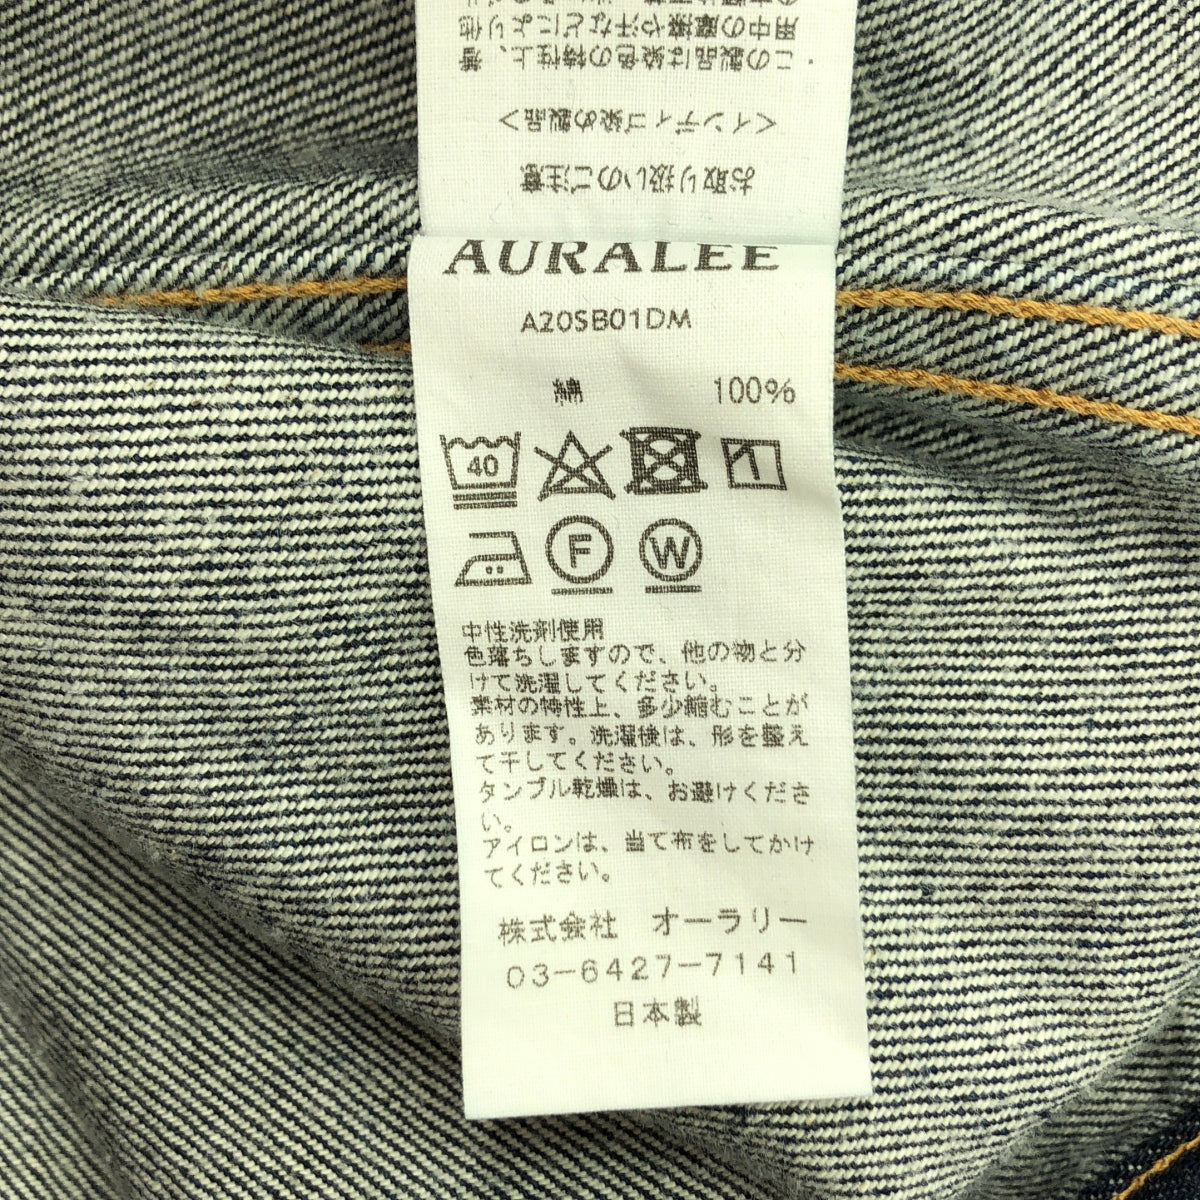 お取り扱いのご注意
<インディゴ染め製品>
・この製品は染色の特性上、着
用中の摩擦や汗などにより他
AURALEE
A20SB01DM
綿 100%
40
F W
中性洗剤使用
色落ちしますので、他の物と分
けて洗濯してください。
素材の特性上、多少縮むことが
あります。洗濯後は、形を整え
て干してください。
タンブル乾燥は、お避けくださ
い。
アイロンは、当て布をしてかけ
てください。
株式会社 オーラリー
03-6427-7141
日本製